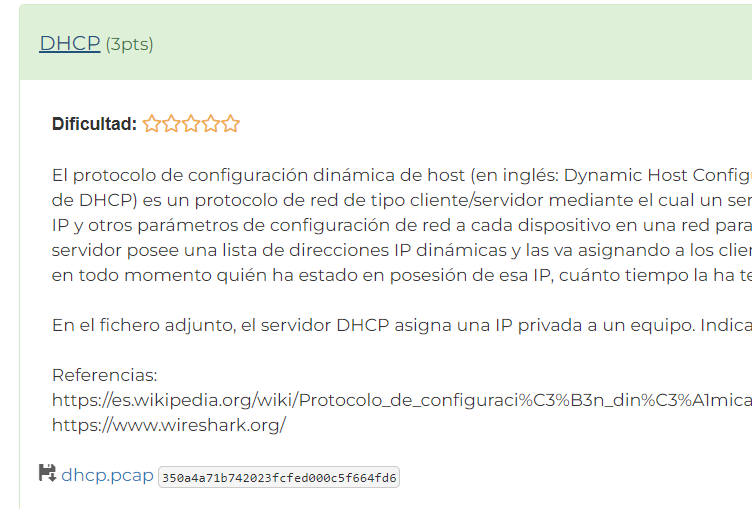 DHCP (3pts)
Dificultad:
El protocolo de configuración dinámica de host (en inglés: Dynamic Host Config
de DHCP) es un protocolo de red de tipo cliente/servidor mediante el cual un ser
IP y otros parámetros de configuración de red a cada dispositivo en una red para
servidor posee una lista de direcciones IP dinámicas y las va asignando a los clien
en todo momento quién ha estado en posesión de esa IP, cuánto tiempo la ha te
En el fichero adjunto, el servidor DHCP asigna una IP privada a un equipo. Indica
Referencias:
https://es.wikipedia.org/wiki/Protocolo_de_configuraci%C3%B3n_din%C3%A1mica
https://www.wireshark.org/
dhcp.pcap 350a4a71b742023fcfed000c5f664fd6